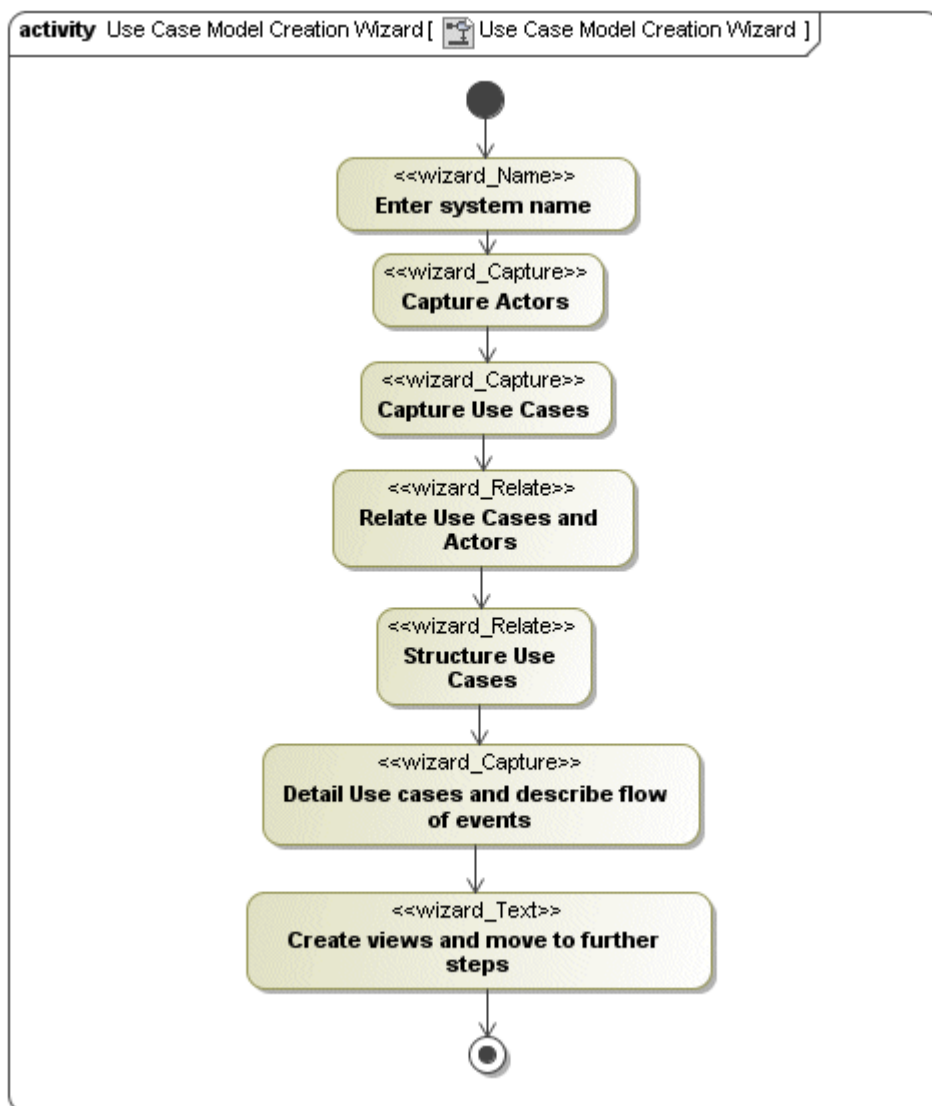 activity Use Case Model Creation Wizard [ Use Case Model Creation Wizard ]
<<wizard_Name>>
Enter system name
<<wizard_Capture>>
Capture Actors
<<wizard_Capture>>
Capture Use Cases
<<wizard_Relate>>
Relate Use Cases and
Actors
<<wizard_Relate>>
Structure Use
Cases
<<wizard_Capture>>
Detail Use cases and describe flow
of events
<<wizard_Text>>
Create views and move to further
steps